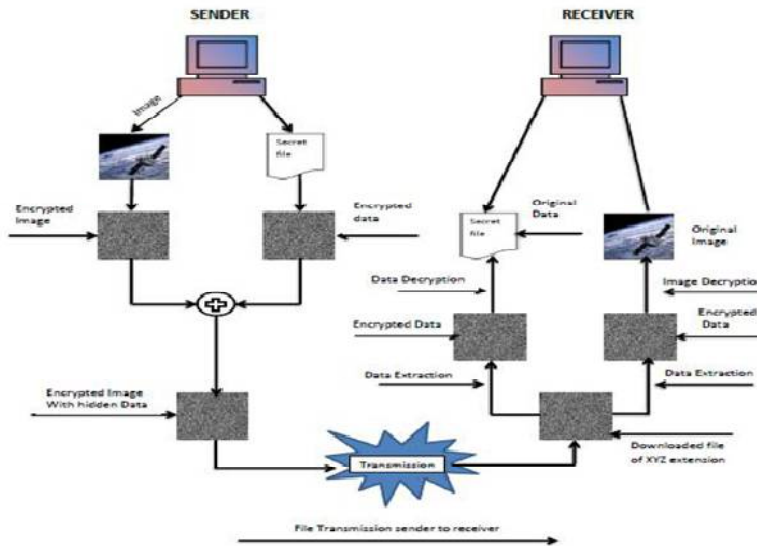 SENDER
RECEIVER
Image
Secret
file
Encrypted
Image
Encrypted
data
Secret
file
Original
Data
Original
Image
Data Decryption
Image Decryption
Encrypted Data
Encrypted
Data
Data Extraction
Data Extraction
Encrypted Image
With hidden Data
Transmission
Downloaded file
of XYZ extension
File Transmission sender to receiver